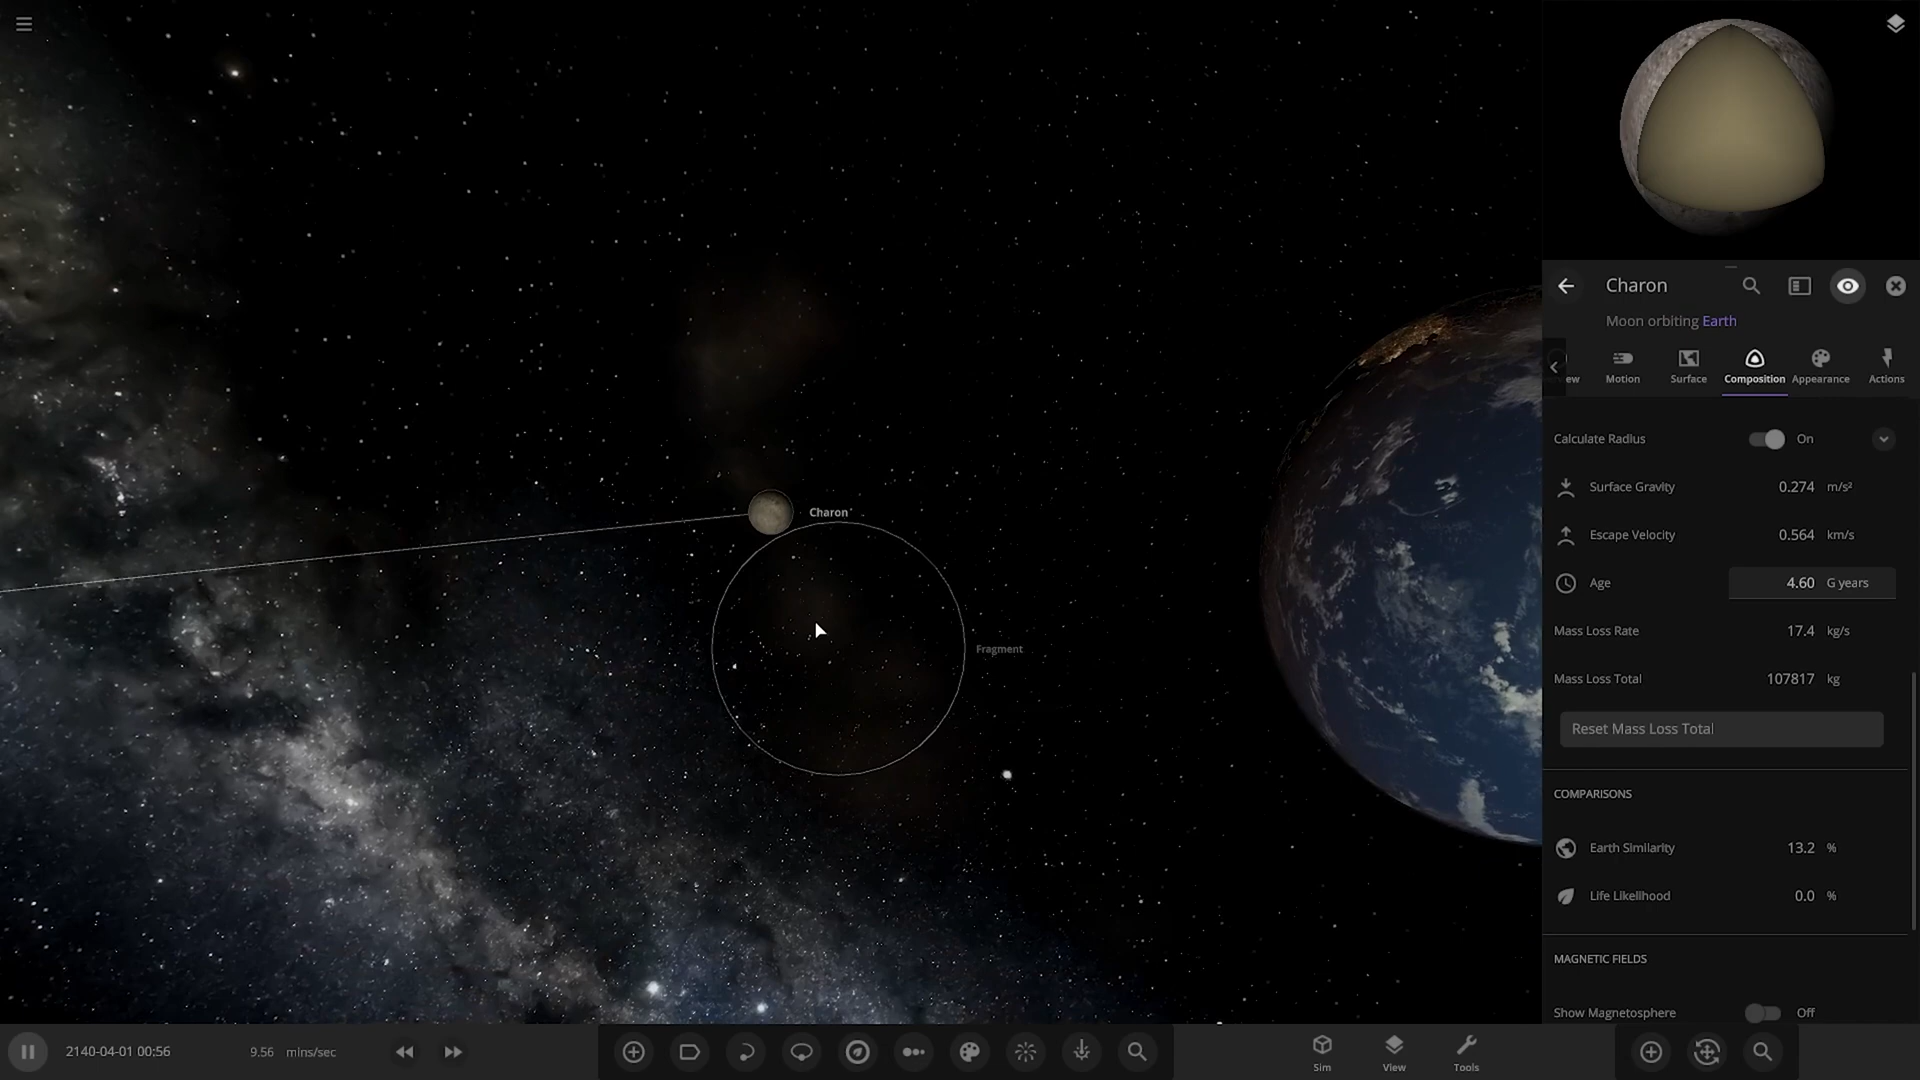 Charon
Fragment
Charon
Moon orbiting Earth
Motion
Surface
Composition
Appearance
Actions
Calculate Radius On
Surface Gravity 0.274 m/s²
Escape Velocity 0.564 km/s
Age 4.60 G years
Mass Loss Rate 17.4 kg/s
Mass Loss Total 107817 kg
Reset Mass Loss Total
COMPARISONS
Earth Similarity 13.2 %
Life Likelihood 0.0 %
MAGNETIC FIELDS
Show Magnetosphere Off
2140-04-01 00:56 9.56 mins/sec
Sim
View
Tools